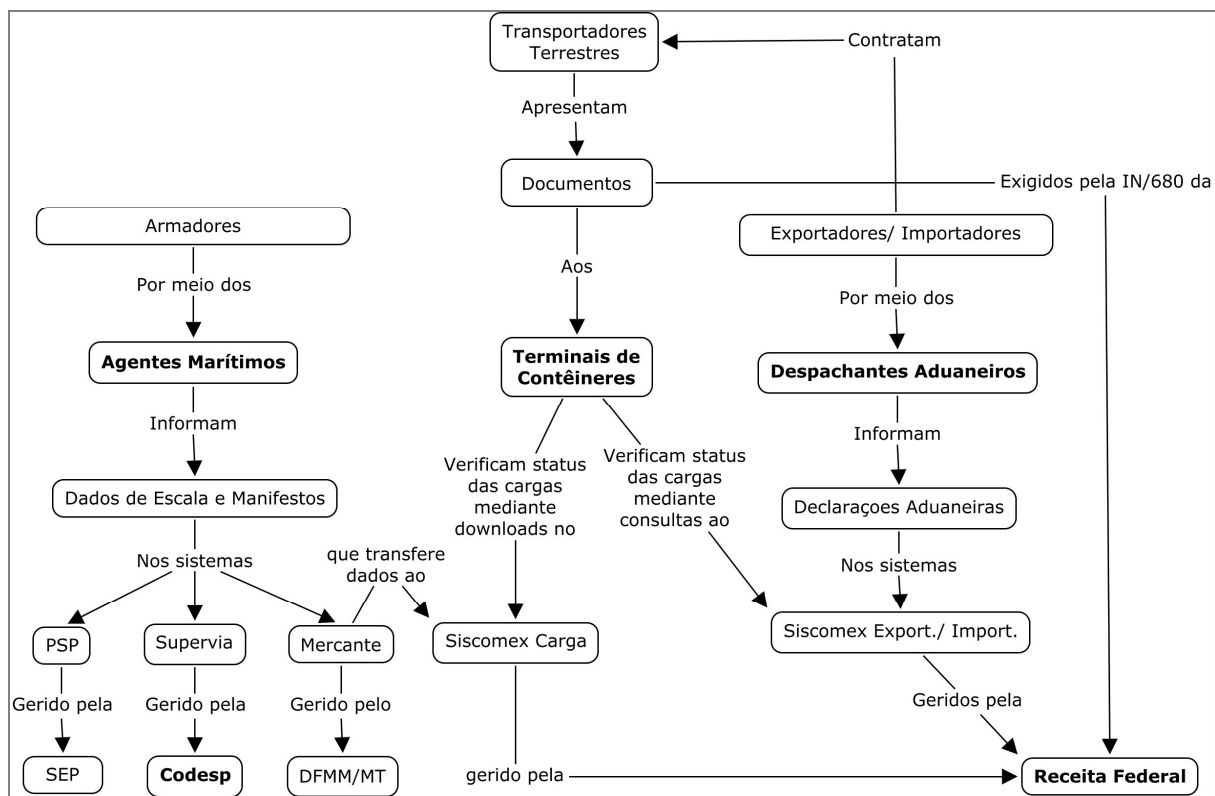 Transportadores
Terrestres
Contratam
Apresentam
Documentos
Exigidos pela IN/680 da
Armadores
Exportadores/ Importadores
Aos
Por meio dos
Por meio dos
Agentes Marítimos
Terminais de
Contêineres
Despachantes Aduaneiros
Informam
Informam
Verificam status
das cargas
mediante
downloads no
Verificam status
das cargas
mediante
consultas ao
Dados de Escala e Manifestos
Declaraçoes Aduaneiras
Nos sistemas
que transfere
dados ao
Nos sistemas
PSP
Supervia
Mercante
Siscomex Carga
Siscomex Export./ Import.
Gerido pela
Gerido pela
Gerido pelo
Geridos pela
SEP
Codesp
DFMM/MT
gerido pela
Receita Federal